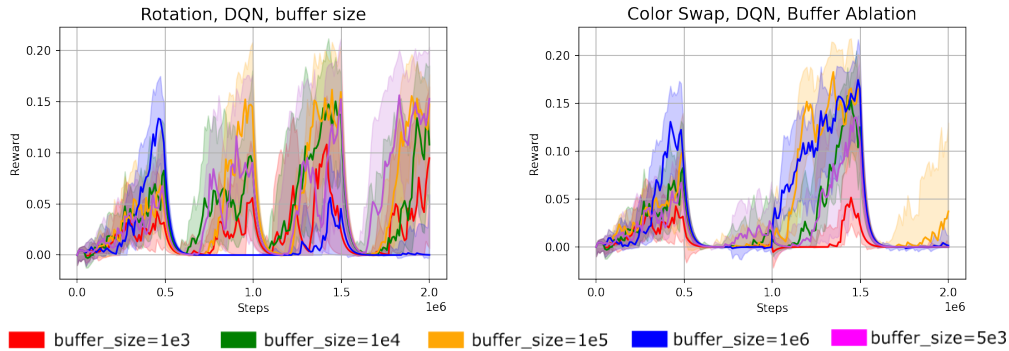 Rotation, DQN, buffer size
Color Swap, DQN, Buffer Ablation
Reward
0.20
0.15
0.10
0.05
0.00
0.0
0.5
1.0
1.5
2.0
1e6
Steps
Reward
0.20
0.15
0.10
0.05
0.00
0.0
0.5
1.0
1.5
2.0
1e6
Steps
buffer_size=1e3
buffer_size=1e4
buffer_size=1e5
buffer_size=1e6
buffer_size=5e3